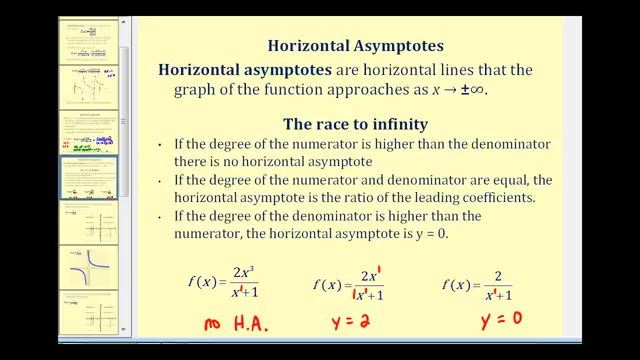 Horizontal Asymptotes
Horizontal asymptotes are horizontal lines that the
graph of the function approaches as x → ±∞.
The race to infinity
• If the degree of the numerator is higher than the denominator
there is no horizontal asymptote
• If the degree of the numerator and denominator are equal, the
horizontal asymptote is the ratio of the leading coefficients.
• If the degree of the denominator is higher than the
numerator, the horizontal asymptote is y = 0.
f(x) = 2x³ / x¹+1    f(x) = 2x¹ / 1x¹+1    f(x) = 2 / x¹+1
no H.A.    y = 2    y = 0